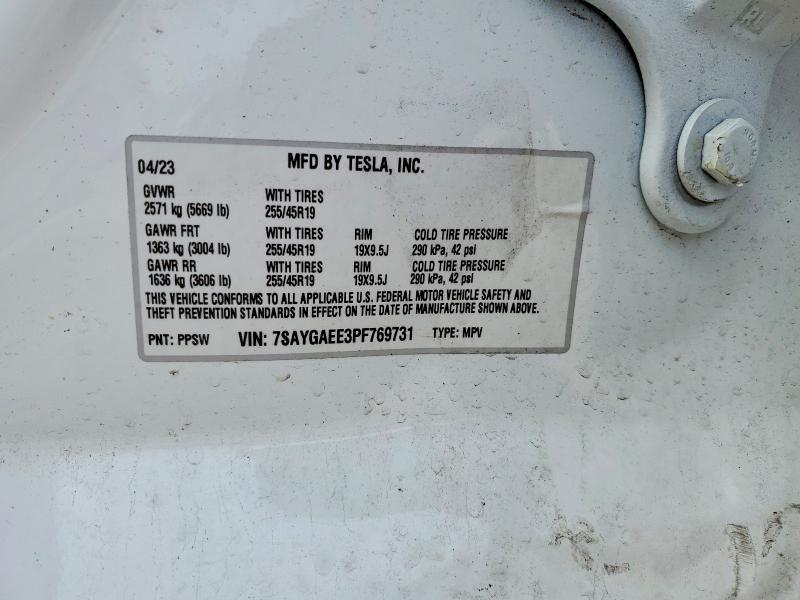 04/23 MFD BY TESLA, INC.
GVWR WITH TIRES
2571 kg (5669 lb) 255/45R19
GAWR FRT WITH TIRES RIM COLD TIRE PRESSURE
1363 kg (3004 lb) 255/45R19 19X9.5J 290 kPa, 42 psi
GAWR RR WITH TIRES RIM COLD TIRE PRESSURE
1636 kg (3606 lb) 255/45R19 19X9.5J 290 kPa, 42 psi
THIS VEHICLE CONFORMS TO ALL APPLICABLE U.S. FEDERAL MOTOR VEHICLE SAFETY AND
THEFT PREVENTION STANDARDS IN EFFECT ON THE DATE OF MANUFACTURE SHOWN ABOVE.
PNT: PPSW VIN: 7SAYGAEE3PF769731 TYPE: MPV